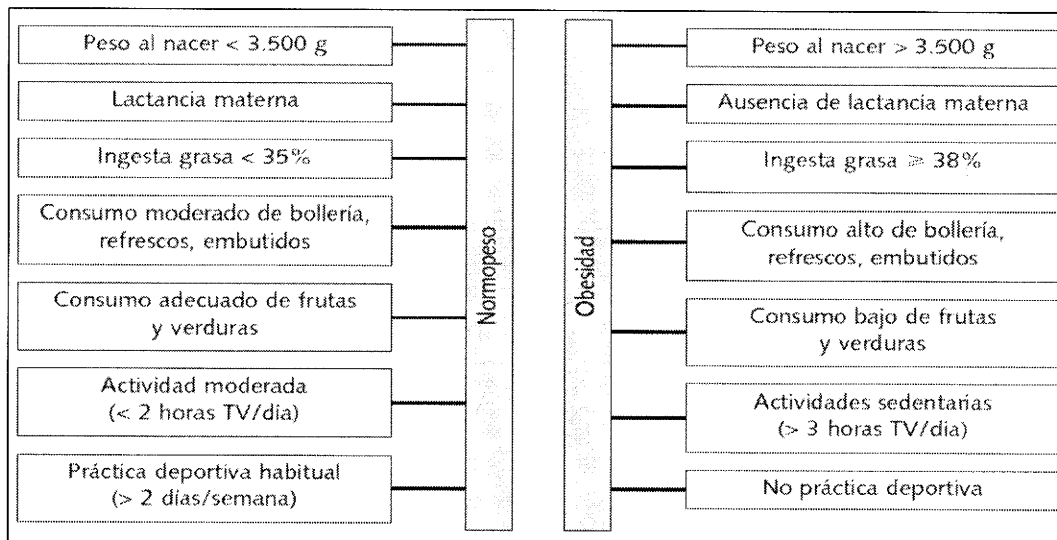 Peso al nacer < 3.500 g
Lactancia materna
Ingesta grasa < 35%
Consumo moderado de bollería,
refrescos, embutidos
Consumo adecuado de frutas
y verduras
Actividad moderada
(< 2 horas TV/día)
Práctica deportiva habitual
(> 2 días/semana)
Normopeso
Obesidad
Peso al nacer > 3.500 g
Ausencia de lactancia materna
Ingesta grasa ⩾ 38%
Consumo alto de bollería,
refrescos, embutidos
Consumo bajo de frutas
y verduras
Actividades sedentarias
(> 3 horas TV/día)
No práctica deportiva